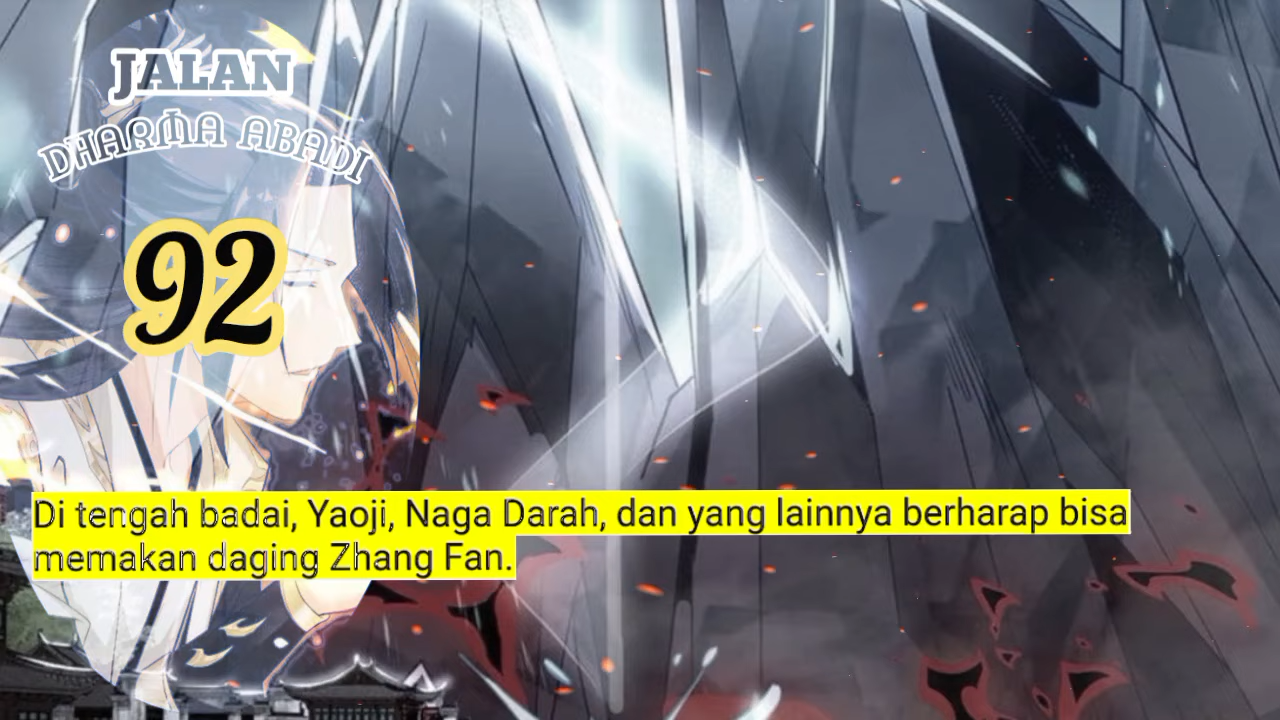 JALAN
DHARMA ABADI
92
Di tengah badai, Yaoji, Naga Darah, dan yang lainnya berharap bisa
memakan daging Zhang Fan.